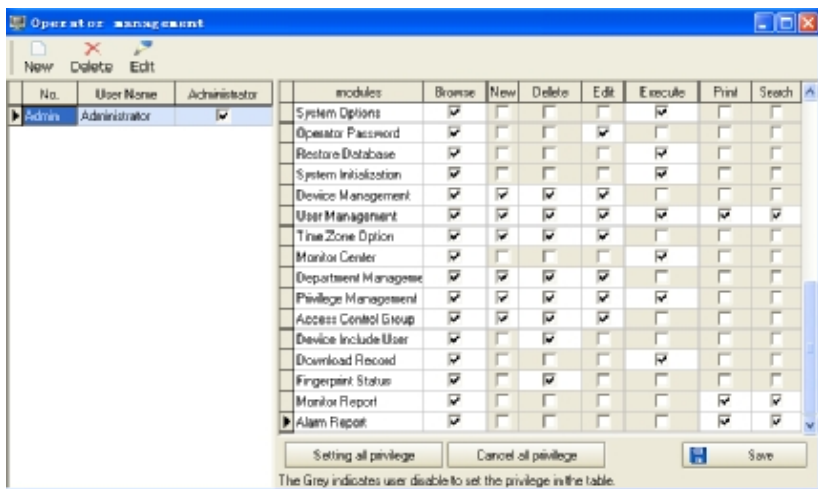 Operator management
New Delete Edit
No. User Name Administrator
Admin Administrator
modules Browse New Delete Edit Execute Print Search
System Options
Operator Password
Restore Database
System Initialization
Device Management
User Management
Time Zone Option
Monitor Center
Department Manageme
Privilege Management
Access Control Group
Device Include User
Download Record
Fingerprint Status
Monitor Report
Alarm Report
Setting all privilege Cancel all privilege Save
The Grey indicates user disable to set the privilege in the table.